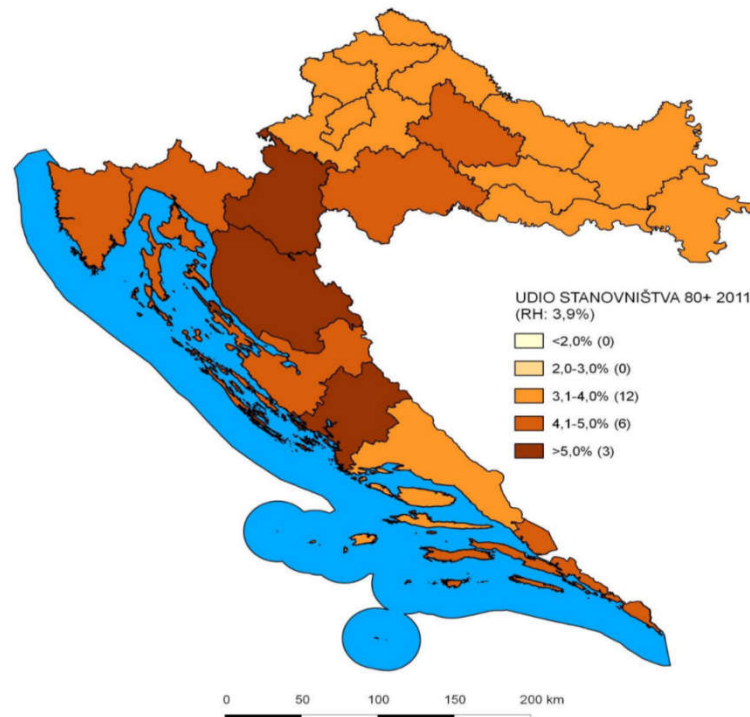 UDIO STANOVNIŠTVA 80+ 2011
(RH: 3,9%)
<2,0% (0)
2,0-3,0% (0)
3,1-4,0% (12)
4,1-5,0% (6)
>5,0% (3)
0 50 100 150 200 km